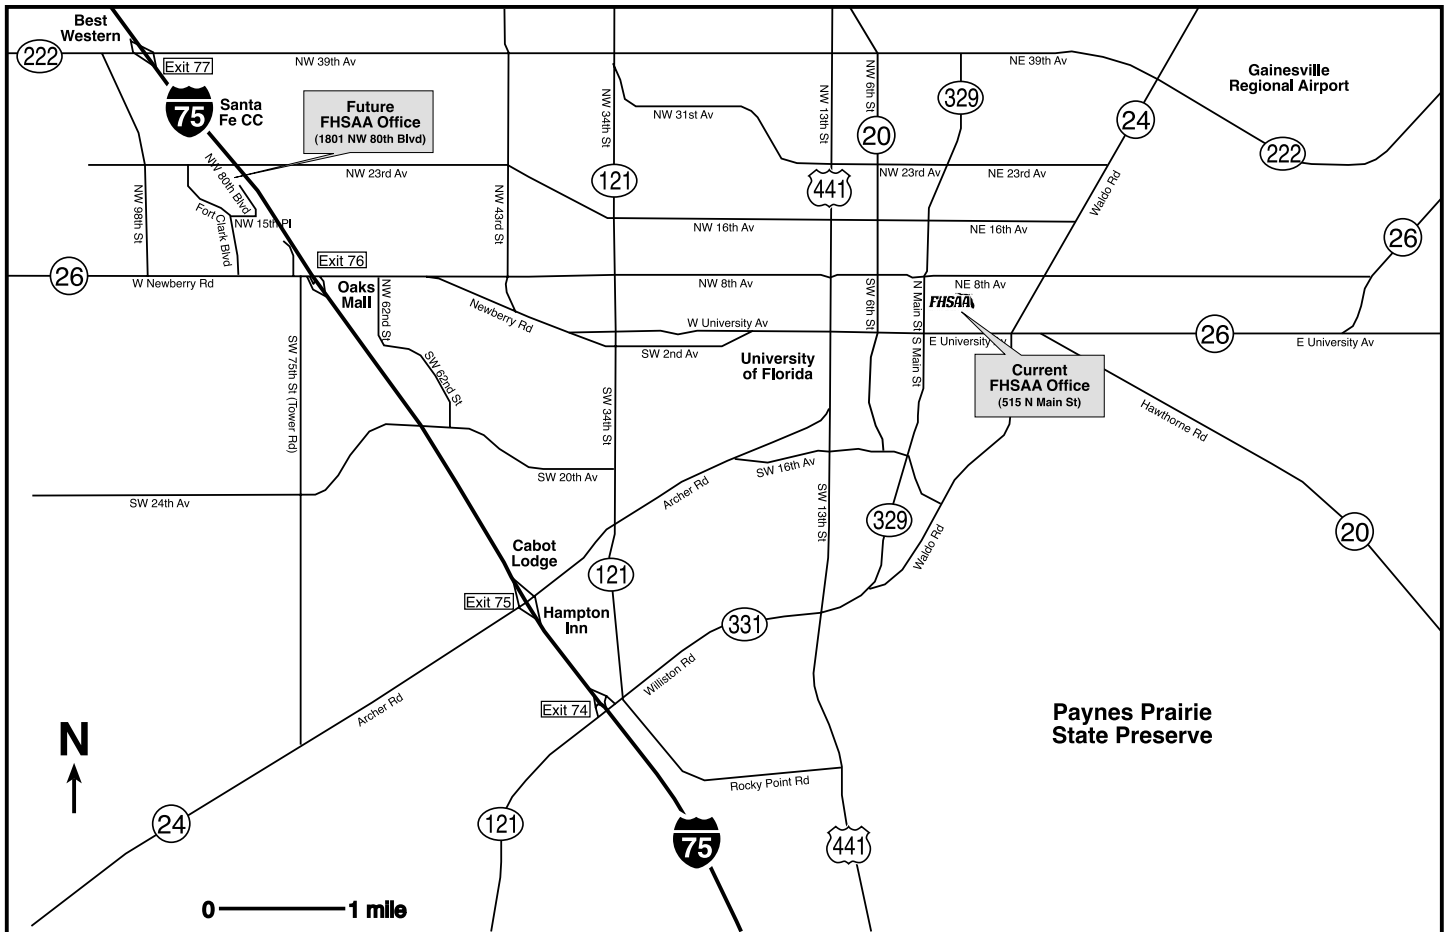 Best
Western
222
Exit 77
NW 39th Av
NE 39th Av
Gainesville
Regional Airport
75
Santa
Fe CC
Future
FHSAA Office
(1801 NW 80th Blvd)
NW 34th St
NW 31st Av
NW 13th St
NW 6th St
20
329
24
222
NW 80th Blvd
NW 23rd Av
121
441
NW 23rd Av
NE 23rd Av
Waldo Rd
NW 98th St
Fort Clark Blvd
NW 15th Pl
NW 43rd St
NW 16th Av
NE 16th Av
26
26
W Newberry Rd
Exit 76
Oaks
Mall
NW 62nd St
Newberry Rd
NW 8th Av
SW 6th St
N Main St
NE 8th Av
FHSAA
W University Av
E University Av
26
E University Av
SW 2nd Av
S Main St
SW 75th St (Tower Rd)
SW 62nd St
University
of Florida
Current
FHSAA Office
(515 N Main St)
SW 34th St
Hawthorne Rd
SW 24th Av
SW 20th Av
Archer Rd
SW 16th Av
SW 13th St
329
Waldo Rd
20
Cabot
Lodge
121
Exit 75
Hampton
Inn
331
Williston Rd
Archer Rd
Exit 74
Paynes Prairie
State Preserve
N
Rocky Point Rd
24
121
75
441
0
1 mile